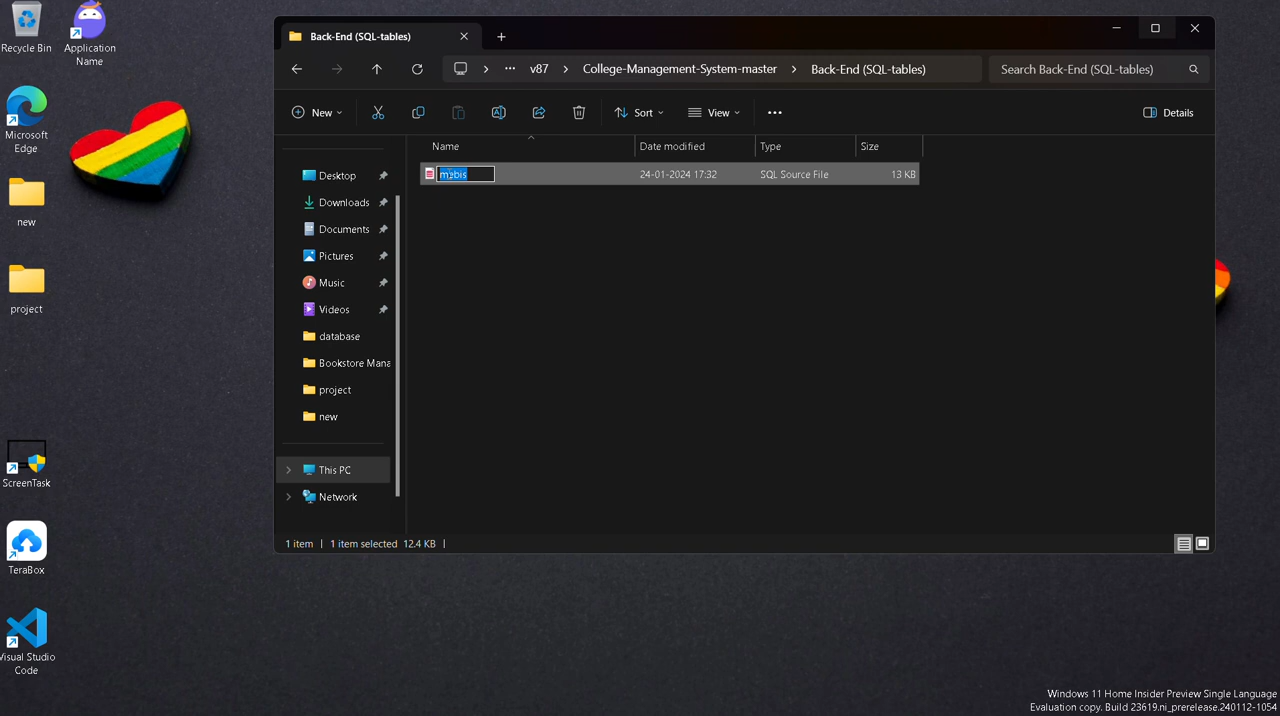 Recycle Bin
Application
Name
Microsoft
Edge
new
project
ScreenTask
TeraBox
Visual Studio
Code
Back-End (SQL-tables)
v87
College-Management-System-master
Back-End (SQL-tables)
Search Back-End (SQL-tables)
New
Sort
View
Details
Name
Date modified
Type
Size
24-01-2024 17:32
SQL Source File
13 KB
Desktop
Downloads
Documents
Pictures
Music
Videos
database
Bookstore Mana
project
new
This PC
Network
1 item
1 item selected
12.4 KB
Windows 11 Home Insider Preview Single Language
Evaluation copy. Build 23619.ni_prerelease.240112-1054